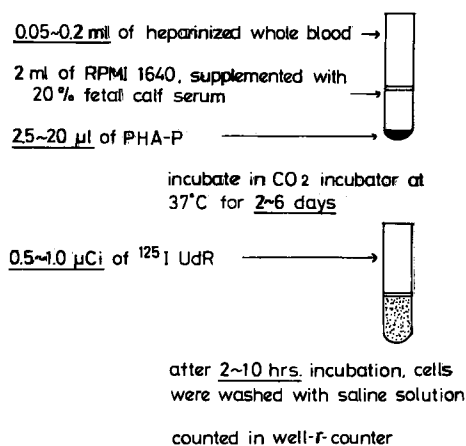 0.05~0.2 ml of heparinized whole blood
2 ml of RPMI 1640, supplemented with
20% fetal calf serum
2.5~20 µl of PHA-P
incubate in CO2 incubator at
37°C for 2~6 days
0.5~1.0 µCi of 125I UdR
after 2~10 hrs. incubation, cells
were washed with saline solution
counted in well-r-counter